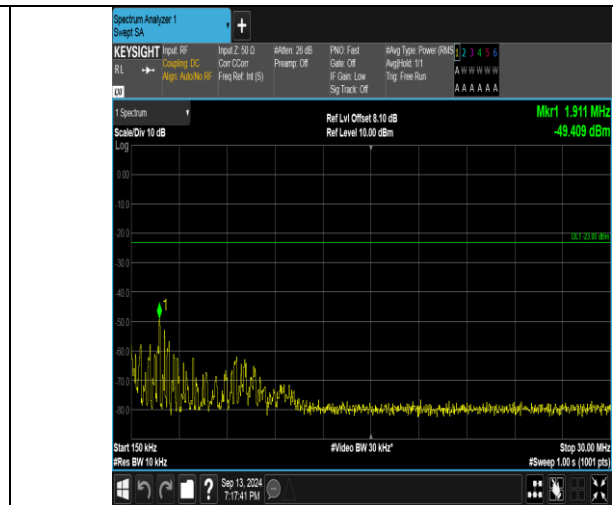 Spectrum Analyzer 1
Swept SA
+
KEYSIGHT
RL
Input: RF
Coupling: DC
Align: Auto/No RF
Input Z: 50 Ω
Corr CCorr
Freq Ref: Int (S)
#Atten: 26 dB
Preamp: Off
PNO: Fast
Gate: Off
IF Gain: Low
Sig Track: Off
#Avg Type: Power (RMS
Avg|Hold: 1/1
Trig: Free Run
1 2 3 4 5 6
A W W W W W
A A A A A A
1 Spectrum
Scale/Div 10 dB
Ref Lvl Offset 8.10 dB
Ref Level 10.00 dBm
Mkr1 1.911 MHz
-49.409 dBm
Log
0.00
-10.0
-20.0
DL1 -23.00 dBm
-30.0
-40.0
1
-50.0
-60.0
-70.0
-80.0
Start 150 kHz
#Video BW 30 kHz*
Stop 30.00 MHz
#Res BW 10 kHz
#Sweep 1.00 s (1001 pts)
?
Sep 13, 2024
7:17:41 PM